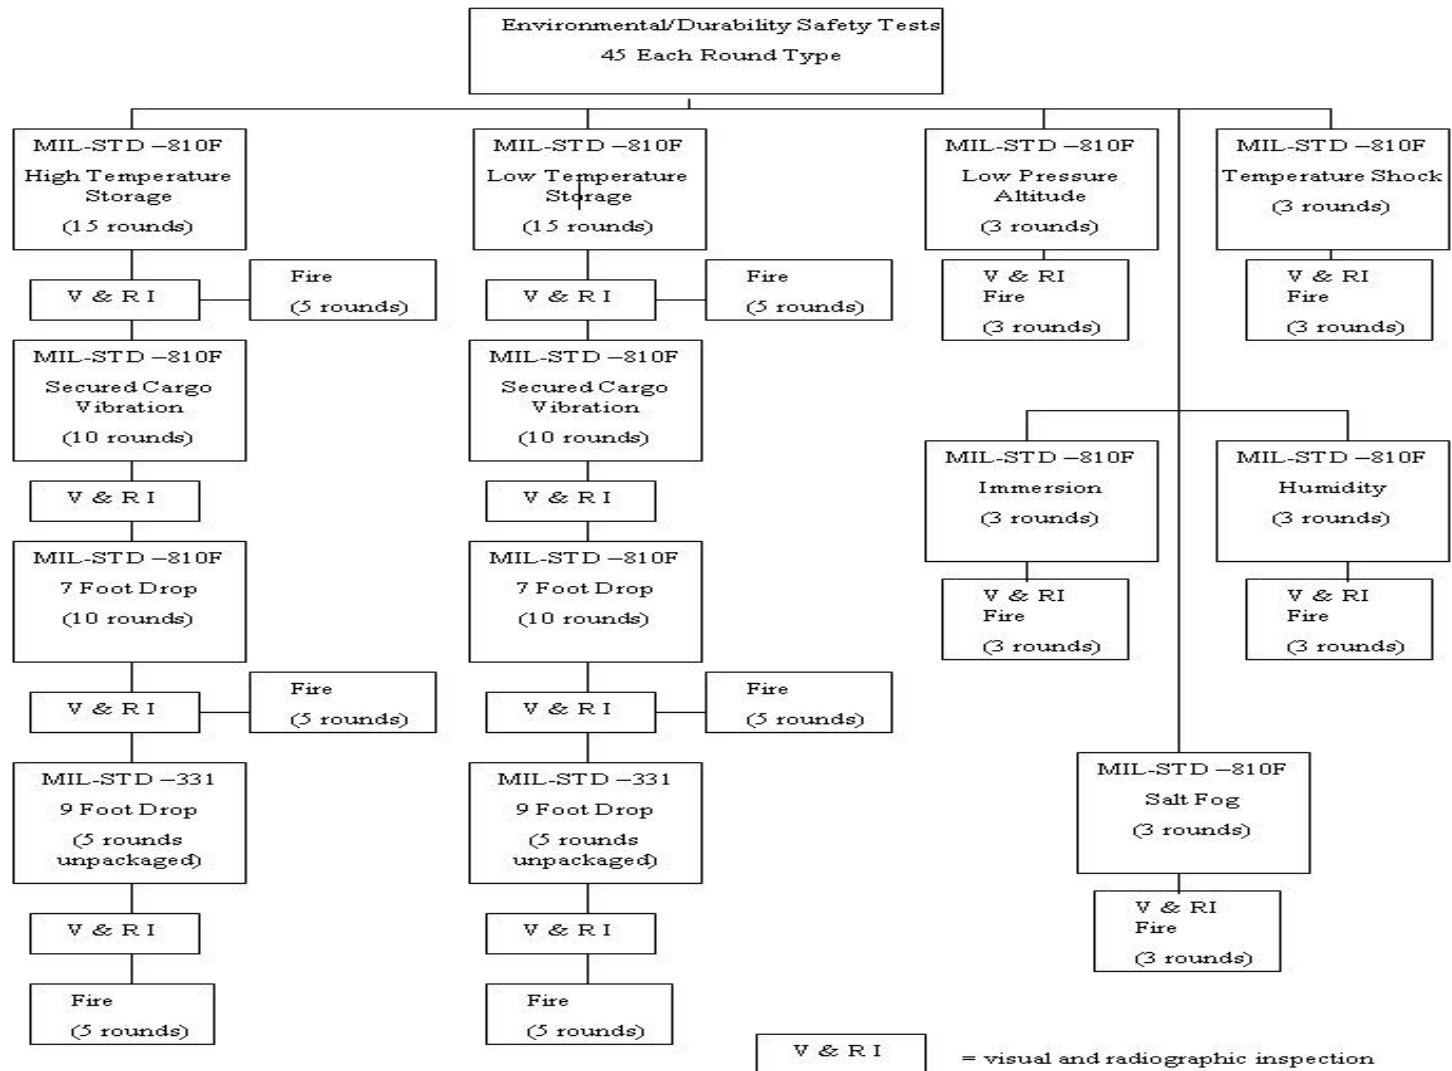 Environmental/Durability Safety Tests
45 Each Round Type
MIL-STD –810F
High Temperature
Storage
(15 rounds)
V & R I
Fire
(5 rounds)
MIL-STD –810F
Secured Cargo
Vibration
(10 rounds)
V & R I
MIL-STD –810F
7 Foot Drop
(10 rounds)
V & R I
Fire
(5 rounds)
MIL-STD –331
9 Foot Drop
(5 rounds
unpackaged)
V & R I
Fire
(5 rounds)
MIL-STD –810F
Low Temperature
Storage
(15 rounds)
V & R I
Fire
(5 rounds)
MIL-STD –810F
Secured Cargo
Vibration
(10 rounds)
V & R I
MIL-STD –810F
7 Foot Drop
(10 rounds)
V & R I
Fire
(5 rounds)
MIL-STD –331
9 Foot Drop
(5 rounds
unpackaged)
V & R I
Fire
(5 rounds)
MIL-STD –810F
Low Pressure
Altitude
(3 rounds)
V & RI
Fire
(3 rounds)
MIL-STD –810F
Temperature Shock
(3 rounds)
V & RI
Fire
(3 rounds)
MIL-STD –810F
Immersion
(3 rounds)
V & RI
Fire
(3 rounds)
MIL-STD –810F
Humidity
(3 rounds)
V & RI
Fire
(3 rounds)
MIL-STD –810F
Salt Fog
(3 rounds)
V & RI
Fire
(3 rounds)
V & R I = visual and radiographic inspection